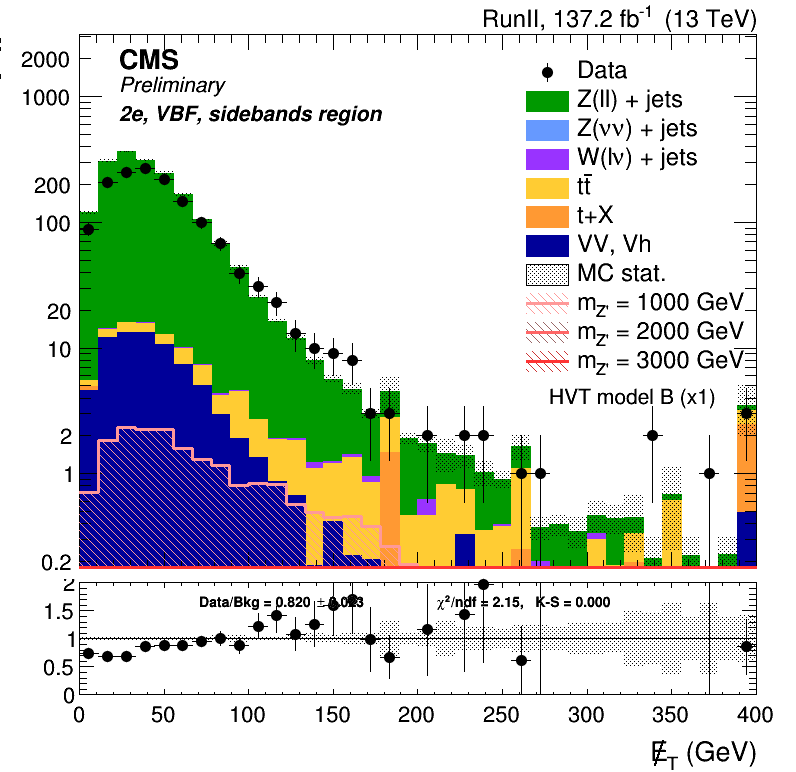 RunII, 137.2 fb⁻¹ (13 TeV)
CMS
Preliminary
2e, VBF, sidebands region
Data
Z(ll) + jets
Z(νν) + jets
W(lν) + jets
tt̄
t+X
VV, Vh
MC stat.
m_Z' = 1000 GeV
m_Z' = 2000 GeV
m_Z' = 3000 GeV
HVT model B (x1)
2000
1000
200
100
20
10
2
1
0.2
2
1.5
1
0.5
0
Data/Bkg = 0.820 ±
χ²/ndf = 2.15, K-S = 0.000
0 50 100 150 200 250 300 350 400
E̸_T (GeV)